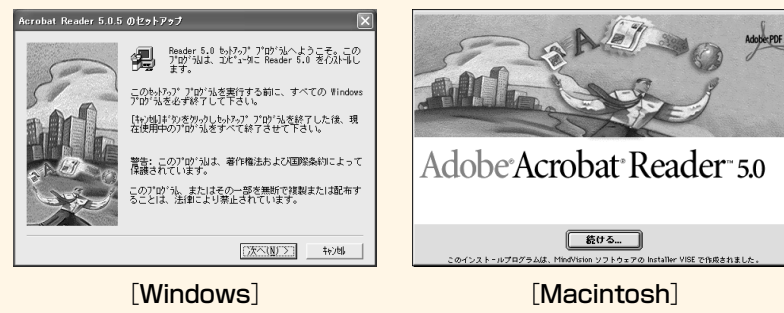 Acrobat Reader 5.0.5 のセットアップ
Reader 5.0 ｾｯﾄｱｯﾌﾟ ﾌﾟﾛｸﾞﾗﾑへようこそ。この
ﾌﾟﾛｸﾞﾗﾑは、ｺﾝﾋﾟｭｰﾀに Reader 5.0 をｲﾝｽﾄｰﾙし
ます。
このｾｯﾄｱｯﾌﾟ ﾌﾟﾛｸﾞﾗﾑを実行する前に、すべての Windows
ﾌﾟﾛｸﾞﾗﾑを必ず終了して下さい。
[ｷｬﾝｾﾙ]ﾎﾞﾀﾝをｸﾘｯｸしｾｯﾄｱｯﾌﾟ ﾌﾟﾛｸﾞﾗﾑを終了した後、現
在使用中のﾌﾟﾛｸﾞﾗﾑをすべて終了させて下さい。
警告: このﾌﾟﾛｸﾞﾗﾑは、著作権法および国際条約によって
保護されています。
このﾌﾟﾛｸﾞﾗﾑ、またはその一部を無断で複製または配布す
ることは、法律により禁止されています。
次へ(N) >
ｷｬﾝｾﾙ
[Windows]
Adobe PDF
Adobe® Acrobat® Reader™ 5.0
続ける...
このインストールプログラムは、MindVision ソフトウェアの Installer VISE で作成されました。
[Macintosh]